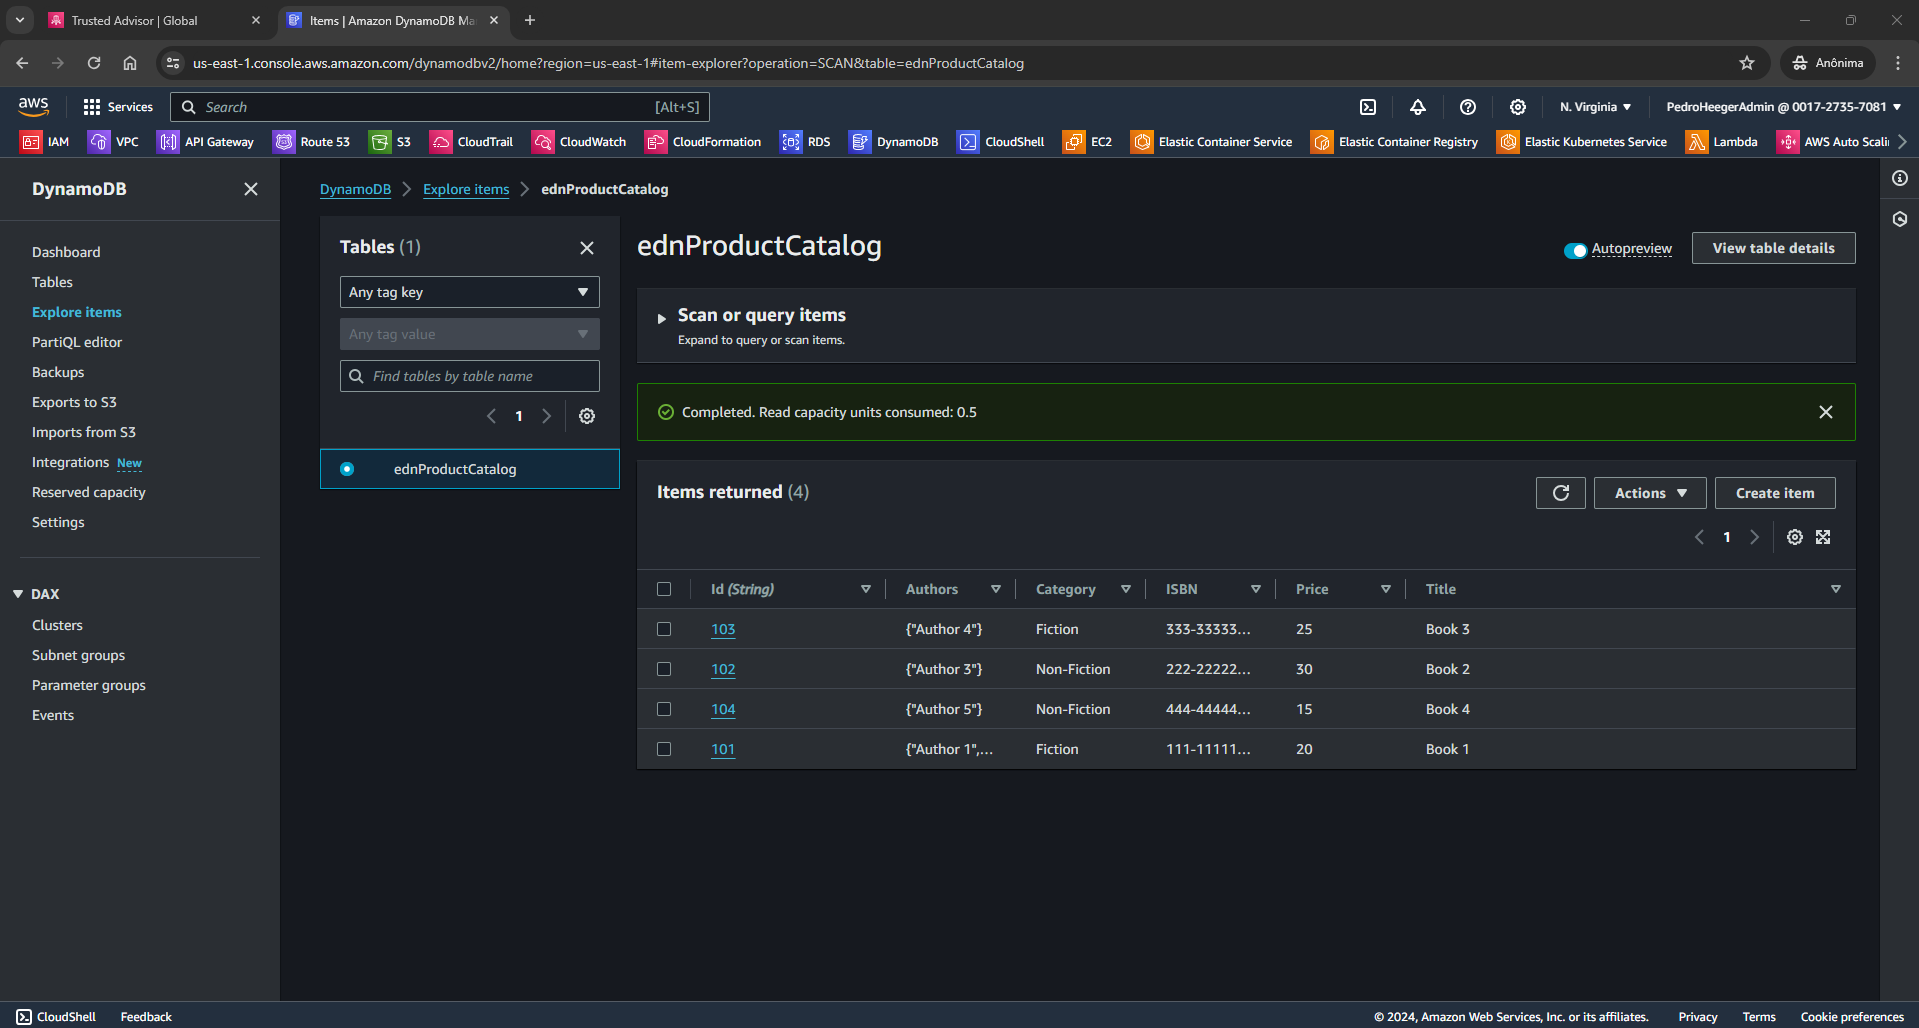 Trusted Advisor | Global
Items | Amazon DynamoDB Ma
us-east-1.console.aws.amazon.com/dynamodbv2/home?region=us-east-1#item-explorer?operation=SCAN&table=ednProductCatalog
Anônima
aws Services Search [Alt+S] N. Virginia PedroHeegerAdmin @ 0017-2735-7081
IAM VPC API Gateway Route 53 S3 CloudTrail CloudWatch CloudFormation RDS DynamoDB CloudShell EC2 Elastic Container Service Elastic Container Registry Elastic Kubernetes Service Lambda AWS Auto Scali
DynamoDB
Dashboard
Tables
Explore items
PartiQL editor
Backups
Exports to S3
Imports from S3
Integrations New
Reserved capacity
Settings
DAX
Clusters
Subnet groups
Parameter groups
Events
DynamoDB Explore items ednProductCatalog
Tables (1)
Any tag key
Any tag value
Find tables by table name
1
ednProductCatalog
ednProductCatalog
Autopreview View table details
Scan or query items
Expand to query or scan items.
Completed. Read capacity units consumed: 0.5
Items returned (4)
Actions Create item
1
Id (String) Authors Category ISBN Price Title
103 {"Author 4"} Fiction 333-33333... 25 Book 3
102 {"Author 3"} Non-Fiction 222-22222... 30 Book 2
104 {"Author 5"} Non-Fiction 444-44444... 15 Book 4
101 {"Author 1",... Fiction 111-11111... 20 Book 1
CloudShell Feedback © 2024, Amazon Web Services, Inc. or its affiliates. Privacy Terms Cookie preferences